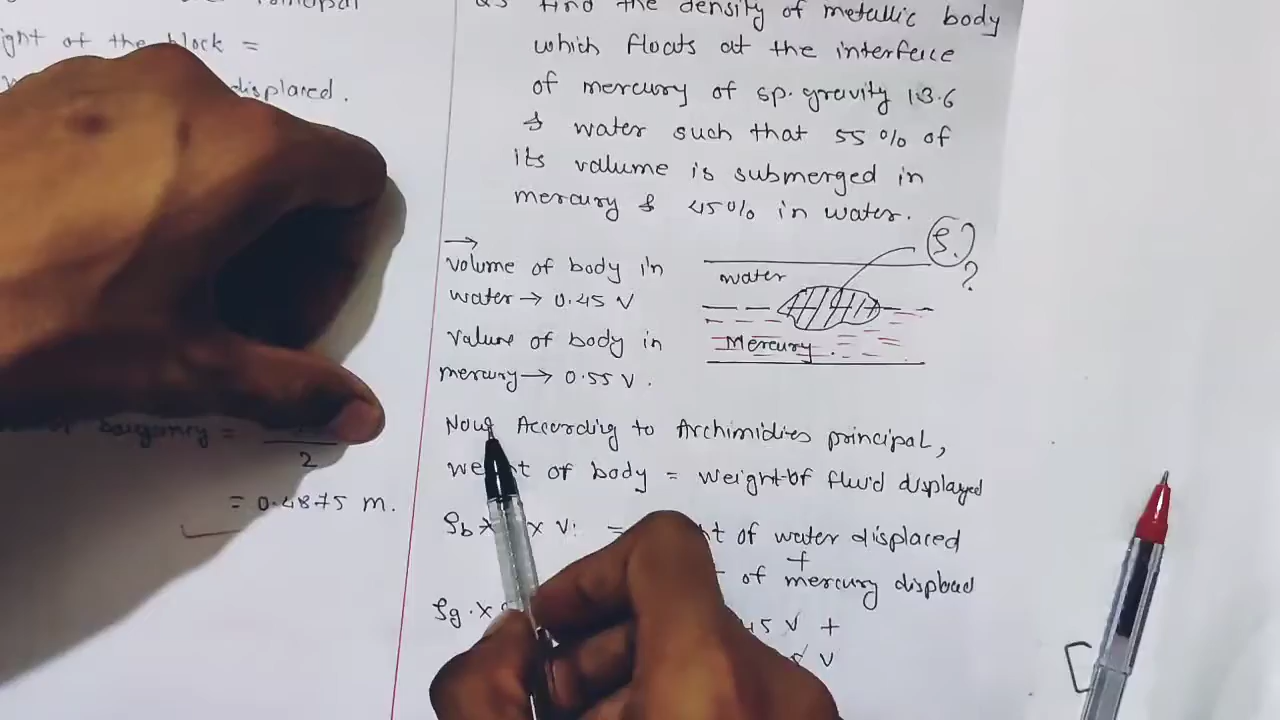 ight of the block =
displaced.
buoyancy =
2
= 0.4875 m.
find the density of metallic body
which floats at the interface
of mercury of sp. gravity 13.6
& water such that 55 % of
its volume is submerged in
mercury & 45% in water.
→
volume of body in
water → 0.45 V
Volume of body in
mercury → 0.55 V.
ρ.?
?
water
Mercury.
Now According to Archimidies principal,
of body = weight of fluid displayed
ρb × x V =
of water displaced
+
of mercury
ρg. x
45 V +
V